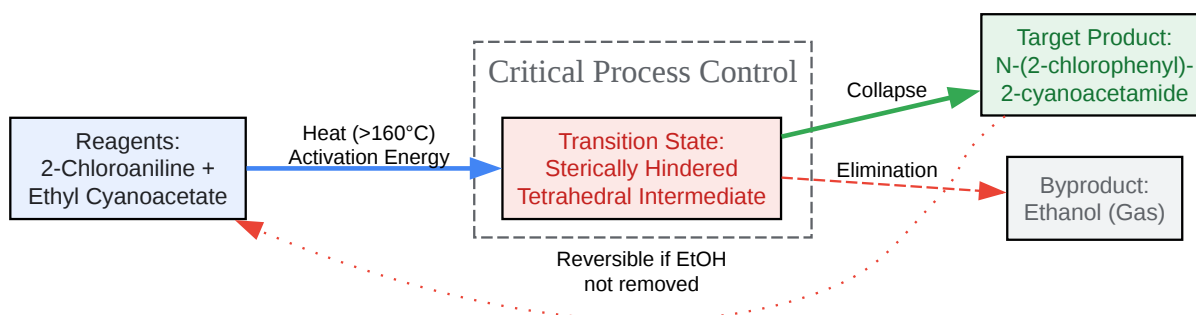 Reagents:
2-Chloroaniline +
Ethyl Cyanoacetate
Heat (>160°C)
Activation Energy
Critical Process Control
Transition State:
Sterically Hindered
Tetrahedral Intermediate
Reversible if EtOH
not removed
Collapse
Elimination
Target Product:
N-(2-chlorophenyl)-
2-cyanoacetamide
Byproduct:
Ethanol (Gas)